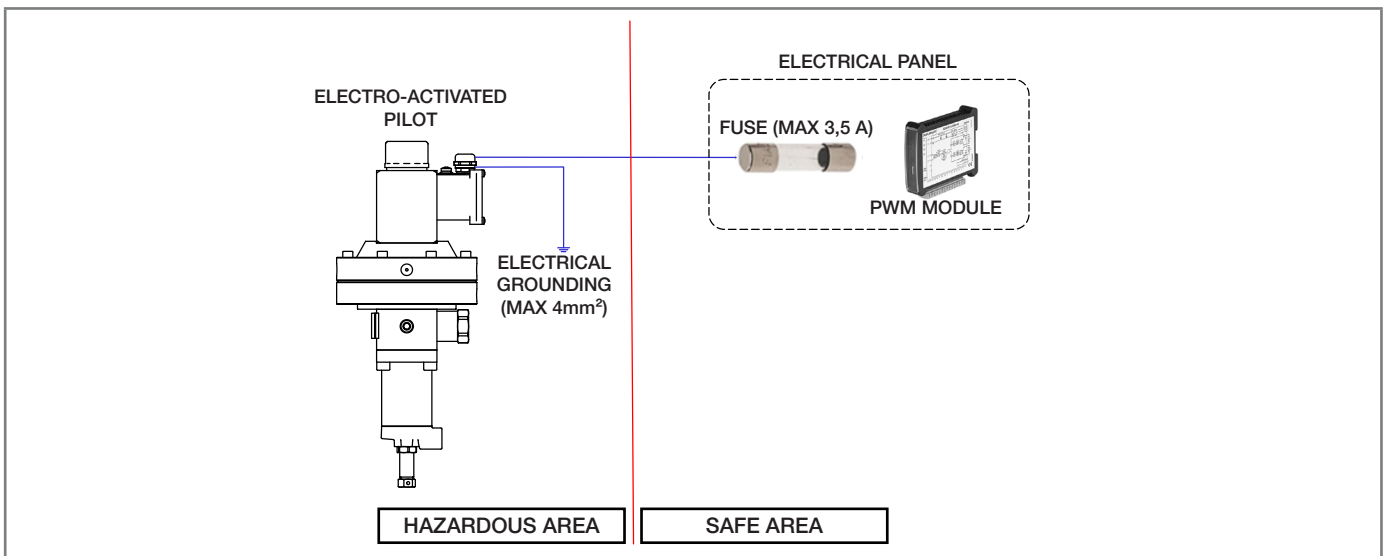 ELECTRICAL PANEL
ELECTRO-ACTIVATED
PILOT
FUSE (MAX 3,5 A)
PWM MODULE
ELECTRICAL
GROUNDING
(MAX 4mm²)
HAZARDOUS AREA
SAFE AREA